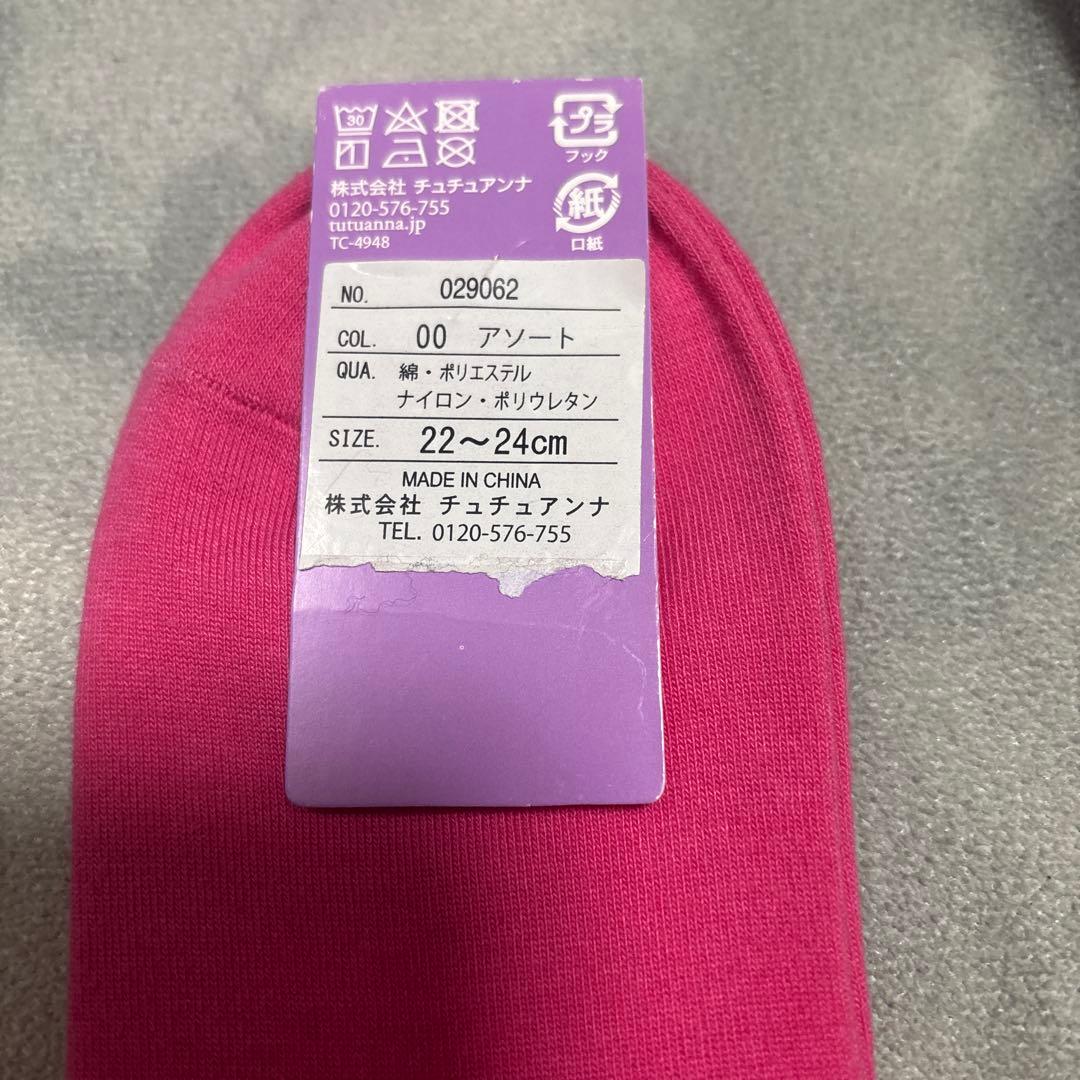 30
プラ
フック
株式会社 チュチュアンナ
0120-576-755
tutuanna.jp
TC-4948
紙
口紙
NO. 029062
COL. 00 アソート
QUA. 綿・ポリエステル
ナイロン・ポリウレタン
SIZE. 22～24cm
MADE IN CHINA
株式会社 チュチュアンナ
TEL. 0120-576-755